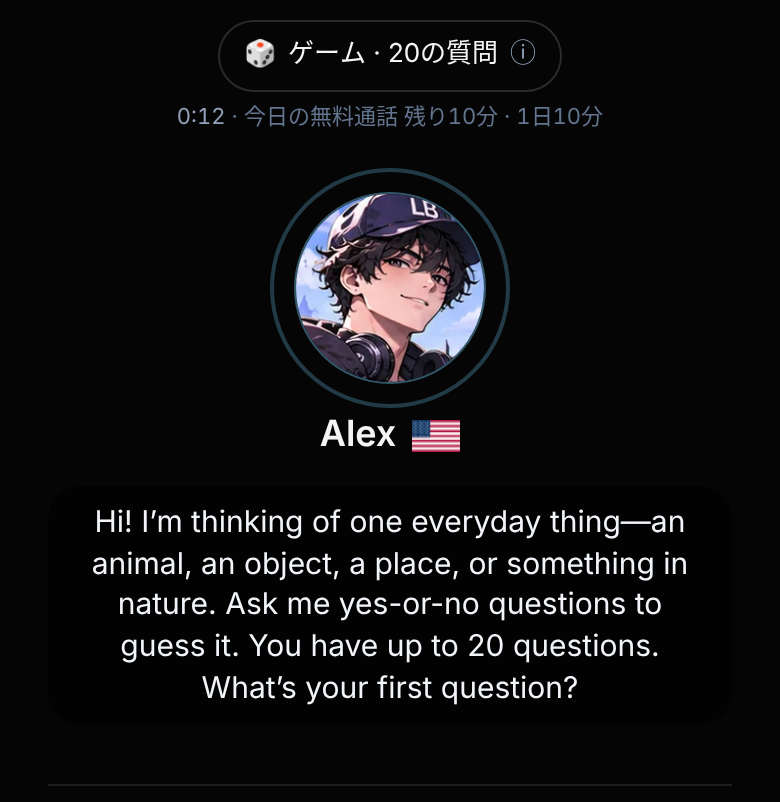 ゲーム · 20の質問 ⓘ
0:12 · 今日の無料通話 残り10分 · 1日10分
LB
Alex
Hi! I’m thinking of one everyday thing—an
animal, an object, a place, or something in
nature. Ask me yes-or-no questions to
guess it. You have up to 20 questions.
What’s your first question?